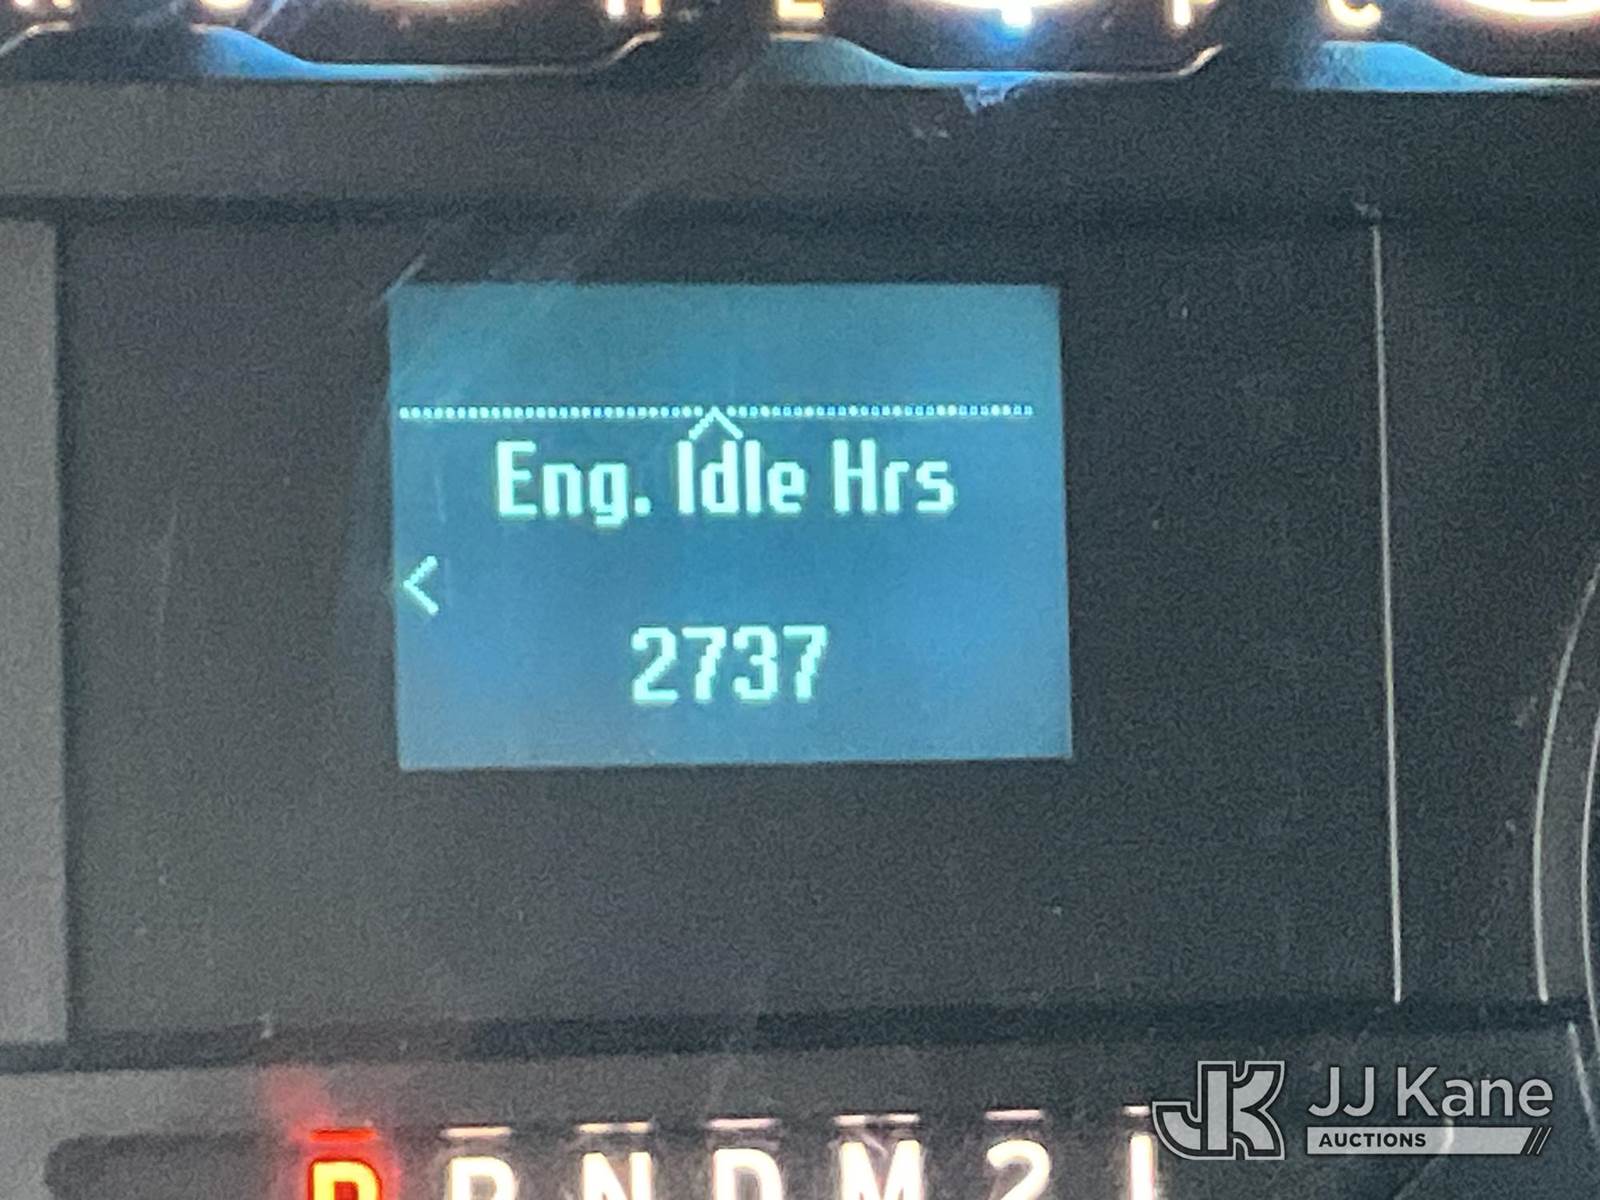 H L F C
Eng. Idle Hrs
<
2737
P R N D M 2 1
JJ Kane
AUCTIONS